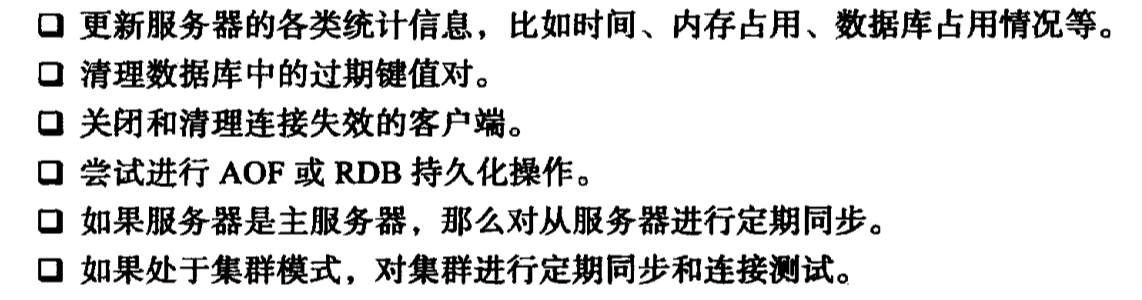 □ 更新服务器的各类统计信息，比如时间、内存占用、数据库占用情况等。
□ 清理数据库中的过期键值对。
□ 关闭和清理连接失效的客户端。
□ 尝试进行 AOF 或 RDB 持久化操作。
□ 如果服务器是主服务器，那么对从服务器进行定期同步。
□ 如果处于集群模式，对集群进行定期同步和连接测试。